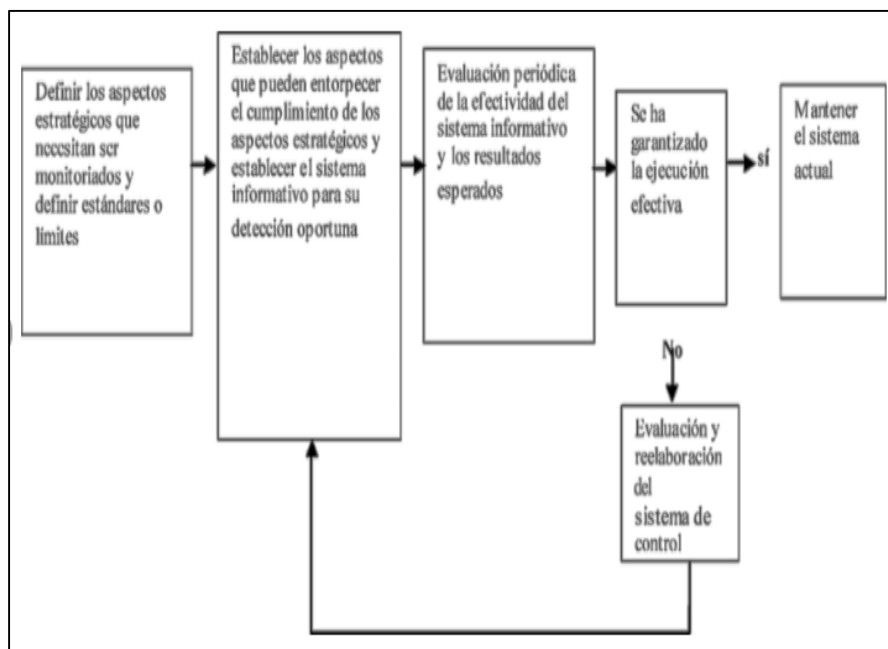 Definir los aspectos
estratégicos que
necesitan ser
monitoriados y
definir estándares o
limites
Establecer los aspectos
que pueden entorpecer
el cumplimiento de los
aspectos estratégicos y
establecer el sistema
informativo para su
detección oportuna
Evaluación periódica
de la efectividad del
sistema informativo
y los resultados
esperados
Se ha
garantizado
la ejecución
efectiva
sí
Mantener
el sistema
actual
No
Evaluación y
reelaboración
del
sistema de
control